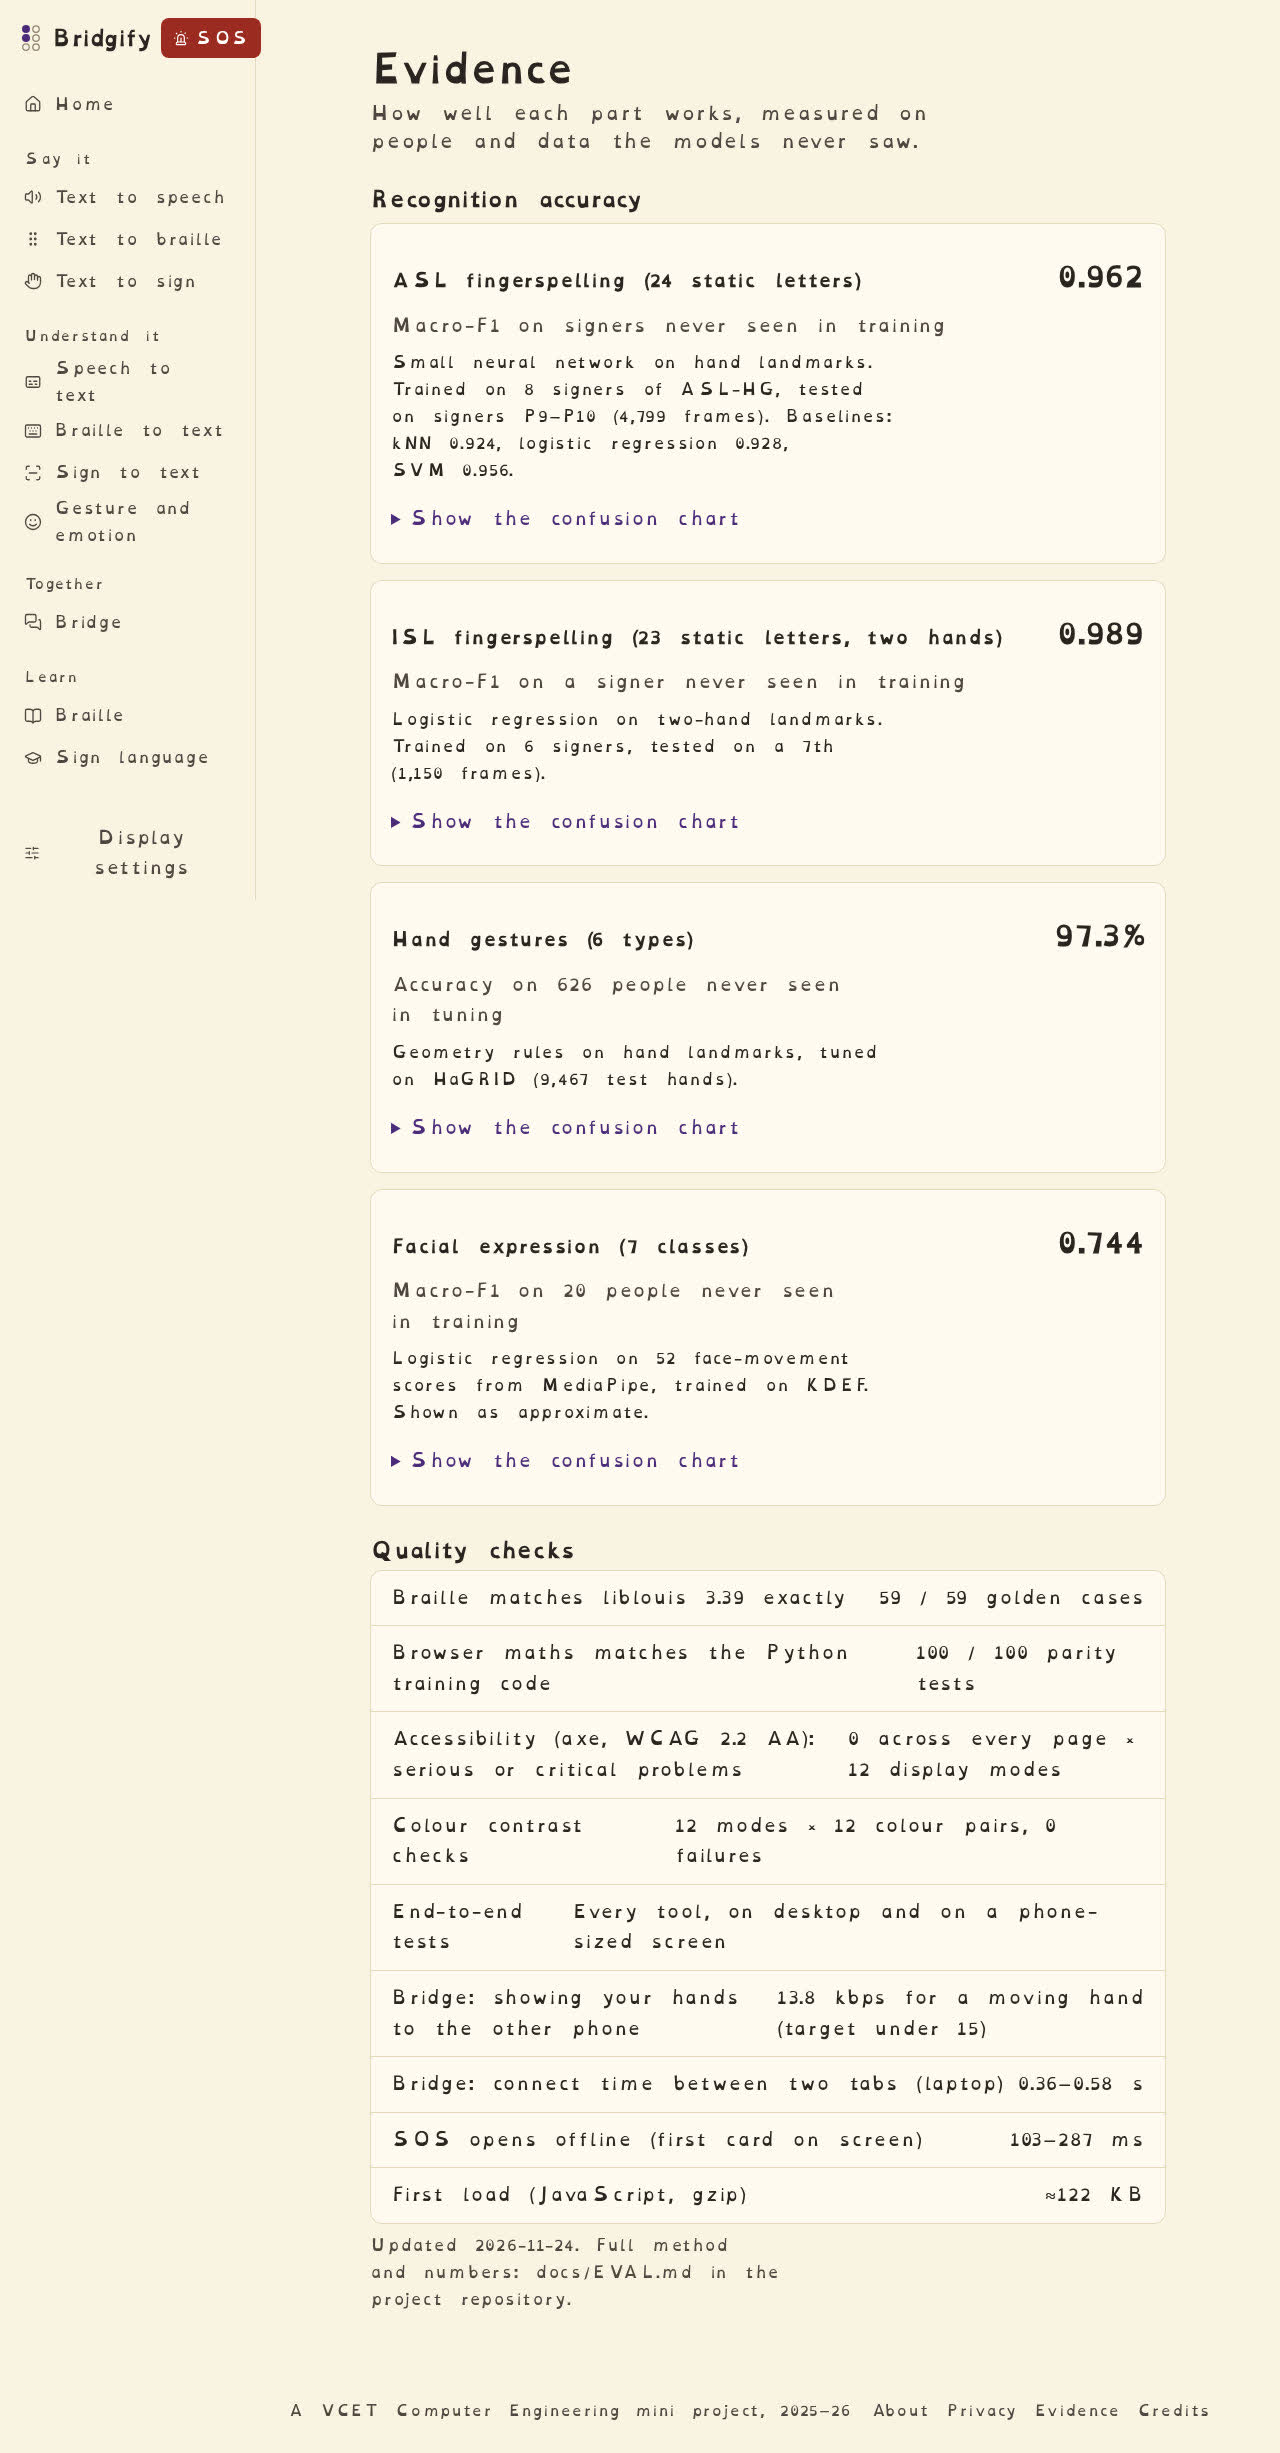 Bridgify
SOS
Home
Say it
Text to speech
Text to braille
Text to sign
Understand it
Speech to
text
Braille to text
Sign to text
Gesture and
emotion
Together
Bridge
Learn
Braille
Sign language
Display
settings
Evidence
How well each part works, measured on
people and data the models never saw.
Recognition accuracy
ASL fingerspelling (24 static letters)
0.962
Macro-F1 on signers never seen in training
Small neural network on hand landmarks.
Trained on 8 signers of ASL-HG, tested
on signers P9–P10 (4,799 frames). Baselines:
kNN 0.924, logistic regression 0.928,
SVM 0.956.
Show the confusion chart
ISL fingerspelling (23 static letters, two hands)
0.989
Macro-F1 on a signer never seen in training
Logistic regression on two-hand landmarks.
Trained on 6 signers, tested on a 7th
(1,150 frames).
Show the confusion chart
Hand gestures (6 types)
97.3%
Accuracy on 626 people never seen
in tuning
Geometry rules on hand landmarks, tuned
on HaGRID (9,467 test hands).
Show the confusion chart
Facial expression (7 classes)
0.744
Macro-F1 on 20 people never seen
in training
Logistic regression on 52 face-movement
scores from MediaPipe, trained on KDEF.
Shown as approximate.
Show the confusion chart
Quality checks
Braille matches liblouis 3.39 exactly
59 / 59 golden cases
Browser maths matches the Python
training code
100 / 100 parity
tests
Accessibility (axe, WCAG 2.2 AA):
serious or critical problems
0 across every page ×
12 display modes
Colour contrast
checks
12 modes × 12 colour pairs, 0
failures
End-to-end
tests
Every tool, on desktop and on a phone-
sized screen
Bridge: showing your hands
to the other phone
13.8 kbps for a moving hand
(target under 15)
Bridge: connect time between two tabs (laptop)
0.36–0.58 s
SOS opens offline (first card on screen)
103–287 ms
First load (JavaScript, gzip)
≈122 KB
Updated 2026-11-24. Full method
and numbers: docs/EVAL.md in the
project repository.
A VCET Computer Engineering mini project, 2025–26
About
Privacy
Evidence
Credits